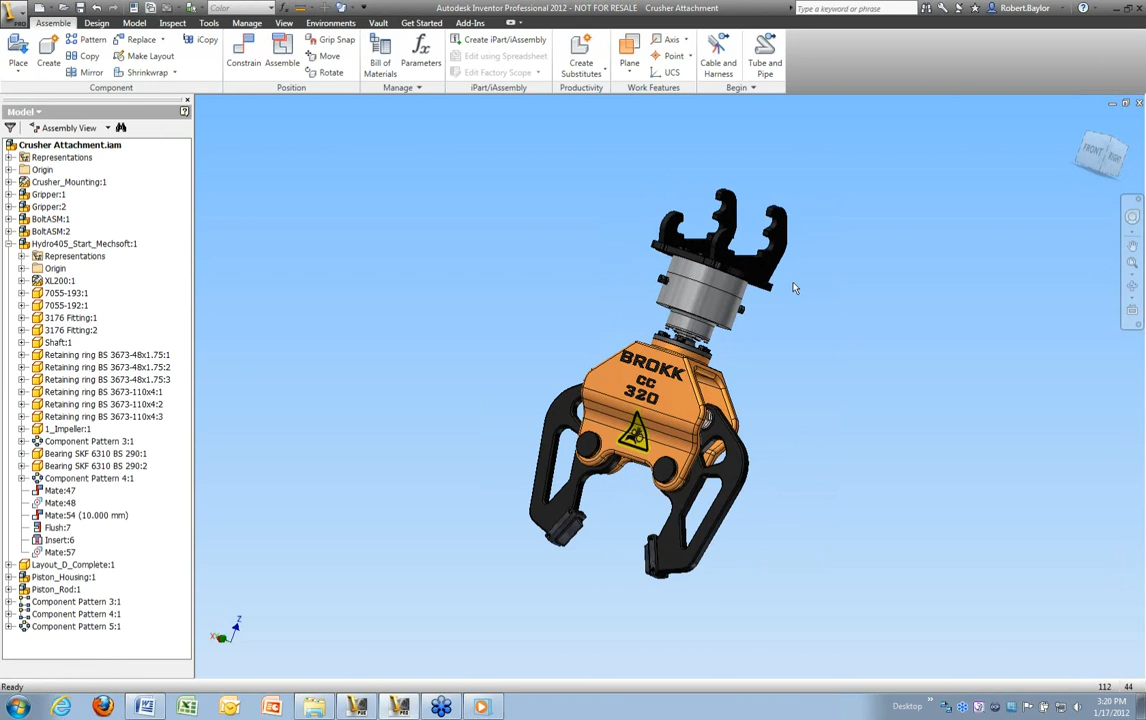 Color
Autodesk Inventor Professional 2012 - NOT FOR RESALE   Crusher Attachment
Type a keyword or phrase
Robert.Baylor
PRO
Assemble Design Model Inspect Tools Manage View Environments Vault Get Started Add-Ins
Place
Create
Pattern
Copy
Mirror
Replace
Make Layout
Shrinkwrap
iCopy
Component
Constrain
Assemble
Grip Snap
Move
Rotate
Position
Bill of
Materials
fx
Parameters
Manage
Create iPart/iAssembly
Edit using Spreadsheet
Edit Factory Scope
iPart/iAssembly
Create
Substitutes
Productivity
Plane
Axis
Point
UCS
Work Features
Cable and
Harness
Tube and
Pipe
Begin
Model
Assembly View
Crusher Attachment.iam
Representations
Origin
Crusher_Mounting:1
Gripper:1
Gripper:2
BoltASM:1
BoltASM:2
Hydro405_Start_Mechsoft:1
Representations
Origin
XL200:1
7055-193:1
7055-192:1
3176 Fitting:1
3176 Fitting:2
Shaft:1
Retaining ring BS 3673-48x1.75:1
Retaining ring BS 3673-48x1.75:2
Retaining ring BS 3673-48x1.75:3
Retaining ring BS 3673-110x4:1
Retaining ring BS 3673-110x4:2
Retaining ring BS 3673-110x4:3
1_Impeller:1
Component Pattern 3:1
Bearing SKF 6310 BS 290:1
Bearing SKF 6310 BS 290:2
Component Pattern 4:1
Mate:47
Mate:48
Mate:54 (10.000 mm)
Flush:7
Insert:6
Mate:57
Layout_D_Complete:1
Piston_Housing:1
Piston_Rod:1
Component Pattern 3:1
Component Pattern 4:1
Component Pattern 5:1
FRONT RIGHT
BROKK
CC
320
Z
X
Ready
112 44
Desktop
3:20 PM
1/17/2012